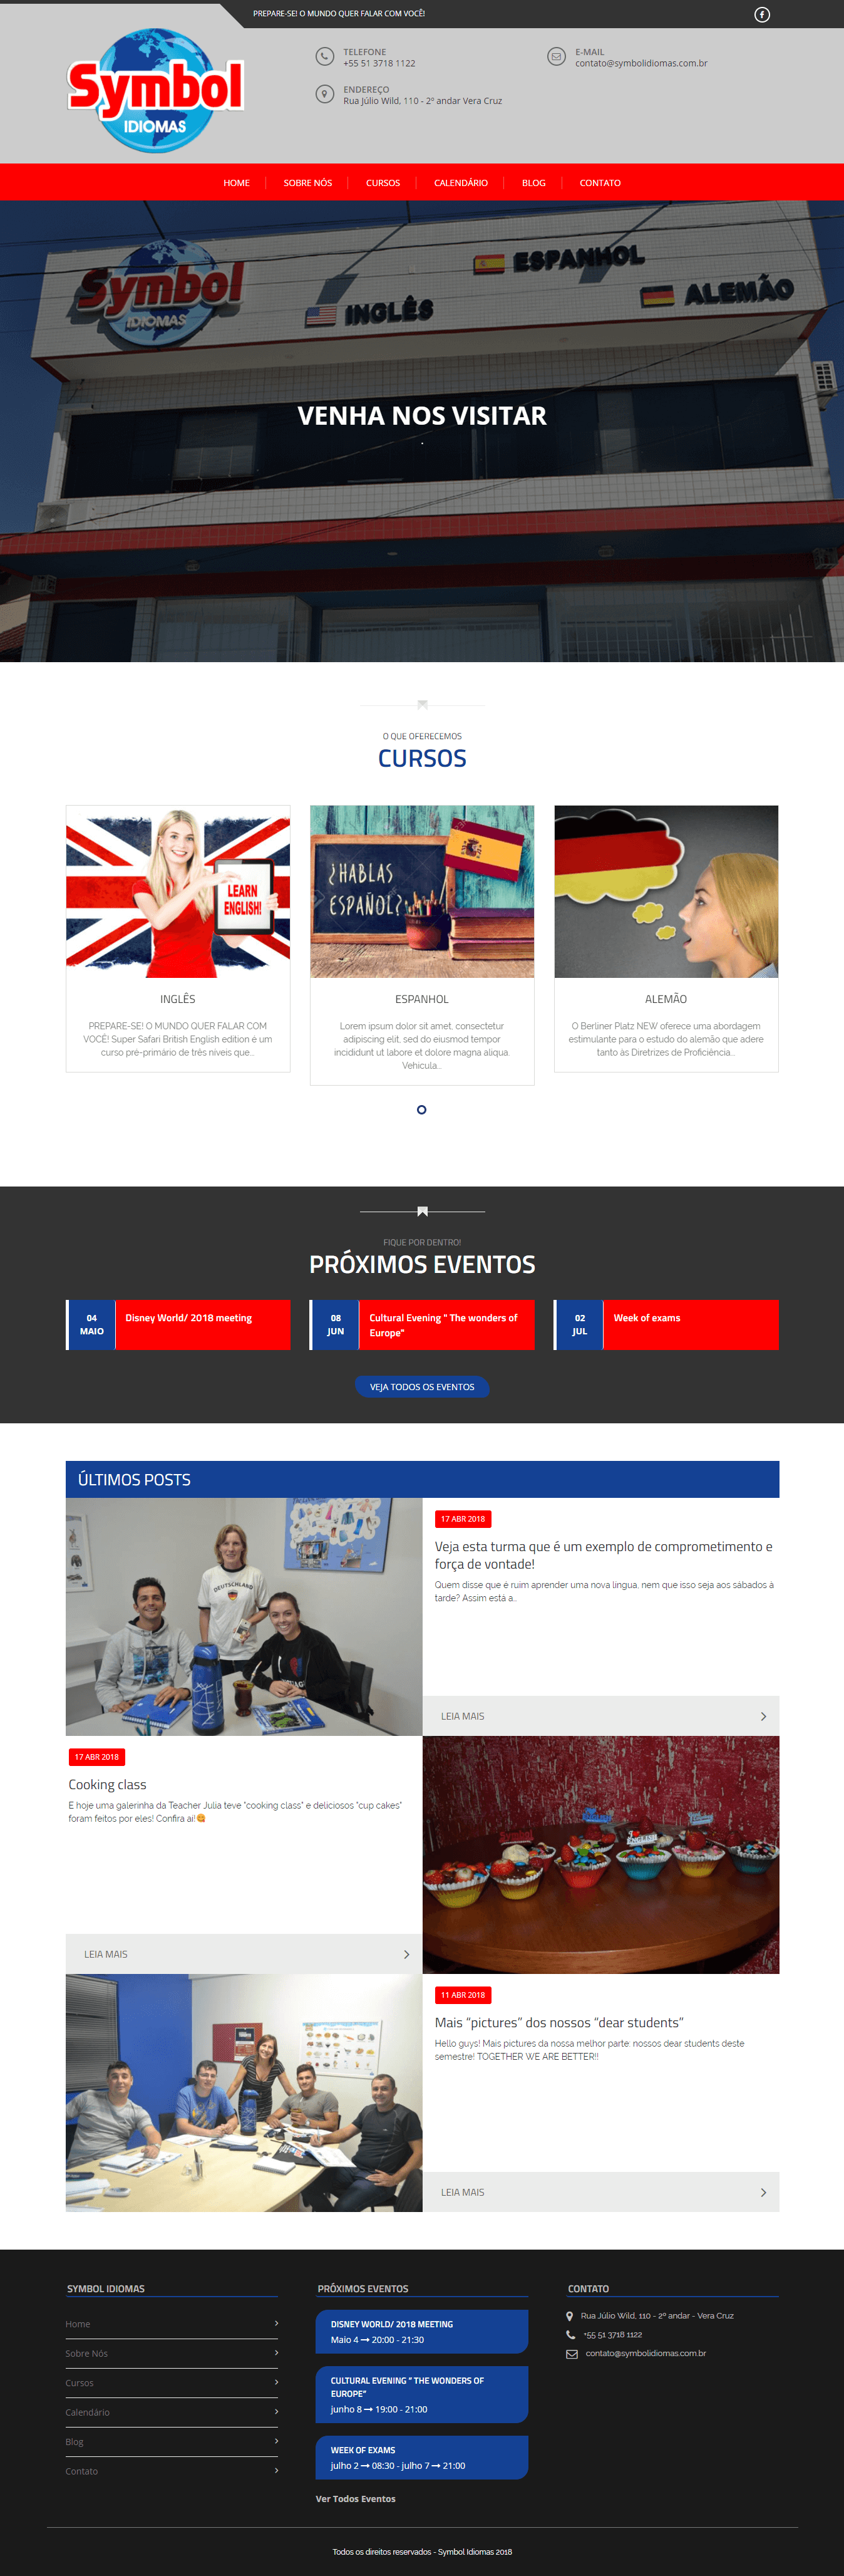 PREPARE-SE! O MUNDO QUER FALAR COM VOCÊ!
Symbol
IDIOMAS
TELEFONE
+55 51 3718 1122
E-MAIL
contato@symbolidiomas.com.br
ENDEREÇO
Rua Júlio Wild, 110 - 2º andar Vera Cruz
HOME
SOBRE NÓS
CURSOS
CALENDÁRIO
BLOG
CONTATO
Symbol
IDIOMAS
INGLÊS
ESPANHOL
ALEMÃO
VENHA NOS VISITAR
.
O QUE OFERECEMOS
CURSOS
LEARN
ENGLISH!
¿HABLAS
ESPAÑOL?
INGLÊS
PREPARE-SE! O MUNDO QUER FALAR COM
VOCÊ! Super Safari British English edition é um
curso pré-primário de três níveis que...
ESPANHOL
Lorem ipsum dolor sit amet, consectetur
adipiscing elit, sed do eiusmod tempor
incididunt ut labore et dolore magna aliqua.
Vehicula...
ALEMÃO
O Berliner Platz NEW oferece uma abordagem
estimulante para o estudo do alemão que adere
tanto às Diretrizes de Proficiência...
FIQUE POR DENTRO!
PRÓXIMOS EVENTOS
04
MAIO
Disney World/ 2018 meeting
08
JUN
Cultural Evening " The wonders of
Europe"
02
JUL
Week of exams
VEJA TODOS OS EVENTOS
ÚLTIMOS POSTS
DEUTSCHLAND
17 ABR 2018
Veja esta turma que é um exemplo de comprometimento e
força de vontade!
Quem disse que é ruim aprender uma nova lingua, nem que isso seja aos sábados à
tarde? Assim está a...
LEIA MAIS
17 ABR 2018
Cooking class
E hoje uma galerinha da Teacher Julia teve "cooking class" e deliciosos "cup cakes"
foram feitos por eles! Confira aí!😋
LEIA MAIS
ENGLISH
11 ABR 2018
Mais “pictures” dos nossos “dear students”
Hello guys! Mais pictures da nossa melhor parte: nossos dear students deste
semestre! TOGETHER WE ARE BETTER!!
LEIA MAIS
SYMBOL IDIOMAS
Home
Sobre Nós
Cursos
Calendário
Blog
Contato
PRÓXIMOS EVENTOS
DISNEY WORLD/ 2018 MEETING
Maio 4 → 20:00 - 21:30
CULTURAL EVENING " THE WONDERS OF
EUROPE"
junho 8 → 19:00 - 21:00
WEEK OF EXAMS
julho 2 → 08:30 - julho 7 → 21:00
Ver Todos Eventos
CONTATO
Rua Júlio Wild, 110 - 2º andar - Vera Cruz
+55 51 3718 1122
contato@symbolidiomas.com.br
Todos os direitos reservados - Symbol Idiomas 2018